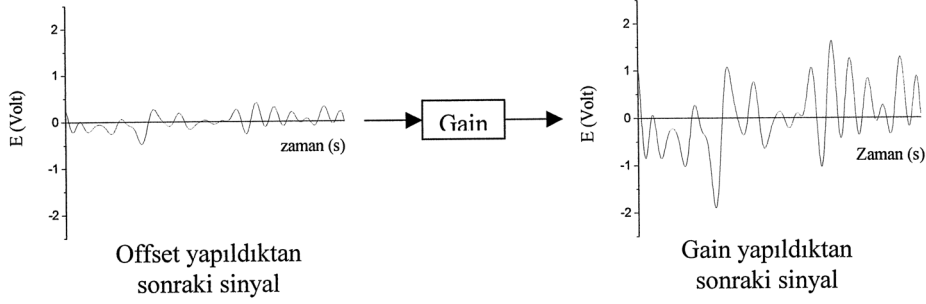 E (Volt)
2
1
0
-1
-2
zaman (s)
Offset yapıldıktan
sonraki sinyal
Gain
E (Volt)
2
1
0
-1
-2
Zaman (s)
Gain yapıldıktan
sonraki sinyal